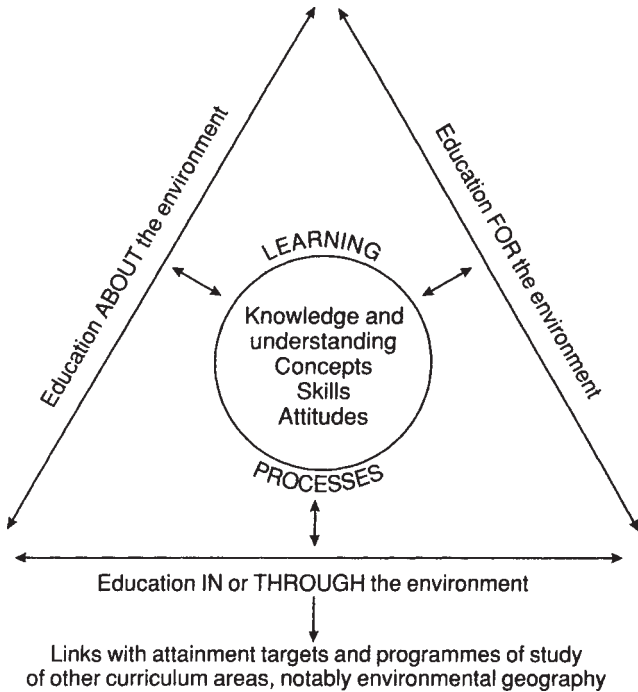 Education ABOUT the environment
Education FOR the environment
LEARNING
Knowledge and
understanding
Concepts
Skills
Attitudes
PROCESSES
Education IN or THROUGH the environment
Links with attainment targets and programmes of study
of other curriculum areas, notably environmental geography